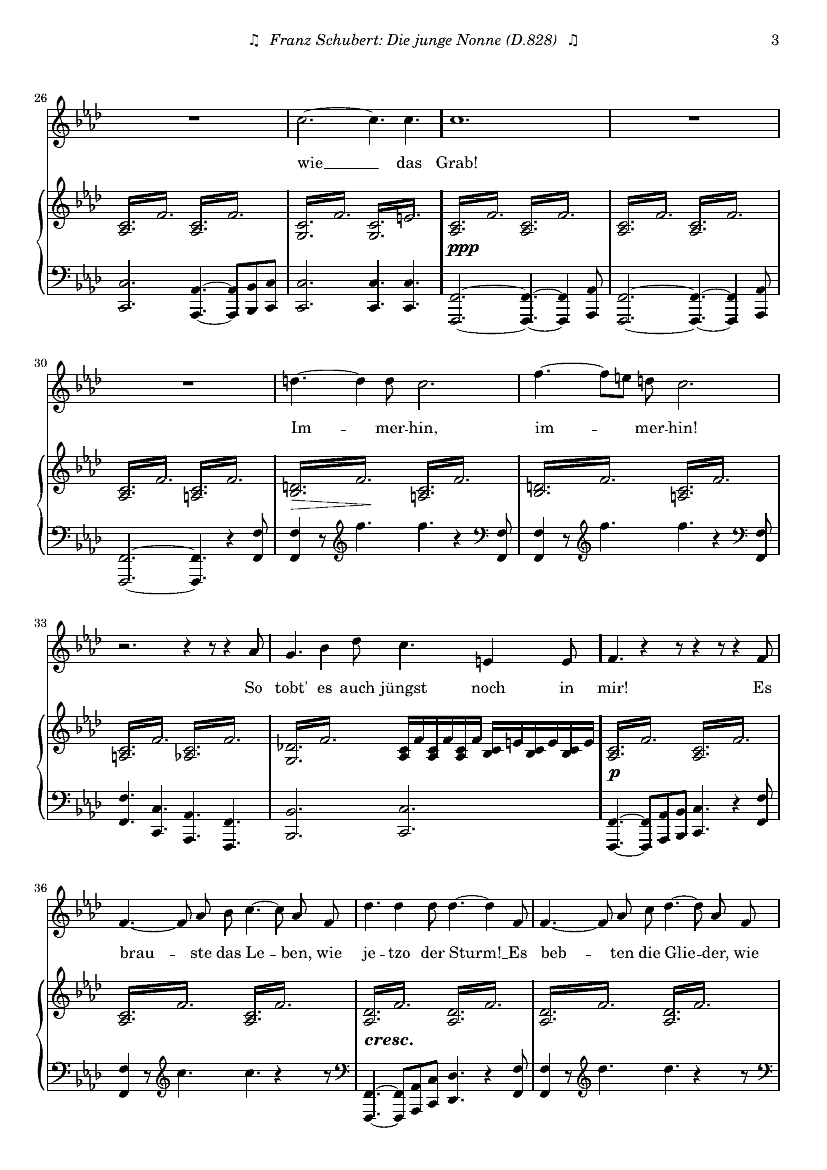 ♫ Franz Schubert: Die junge Nonne (D.828) ♫ 3
26
wie das Grab!
ppp
30
Im - mer-hin, im - mer-hin!
33
So tobt' es auch jüngst noch in mir! Es
p
36
brau - ste das Le - ben, wie je - tzo der Sturm! Es beb - ten die Glie - der, wie
cresc.